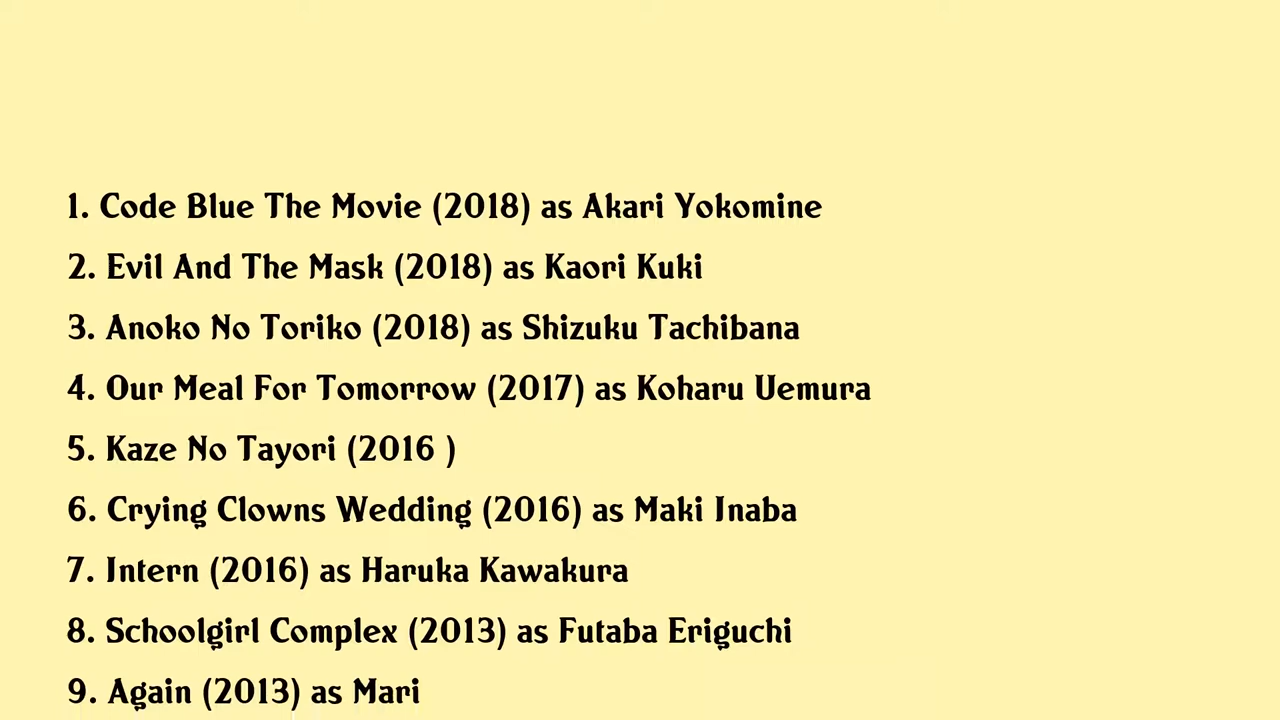 1. Code Blue The Movie (2018) as Akari Yokomine
2. Evil And The Mask (2018) as Kaori Kuki
3. Anoko No Toriko (2018) as Shizuku Tachibana
4. Our Meal For Tomorrow (2017) as Koharu Uemura
5. Kaze No Tayori (2016 )
6. Crying Clowns Wedding (2016) as Maki Inaba
7. Intern (2016) as Haruka Kawakura
8. Schoolgirl Complex (2013) as Futaba Eriguchi
9. Again (2013) as Mari